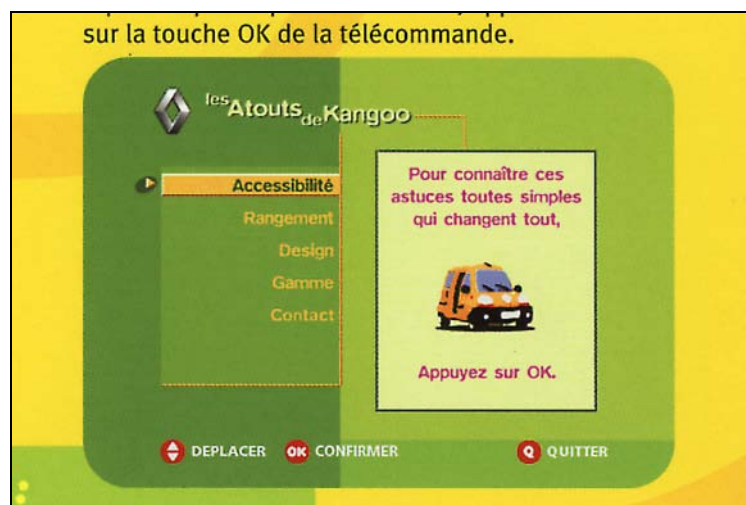 sur la touche OK de la télécommande.
les Atouts de Kangoo
Accessibilité
Rangement
Design
Gamme
Contact
Pour connaître ces
astuces toutes simples
qui changent tout,
Appuyez sur OK.
DEPLACER OK CONFIRMER Q QUITTER